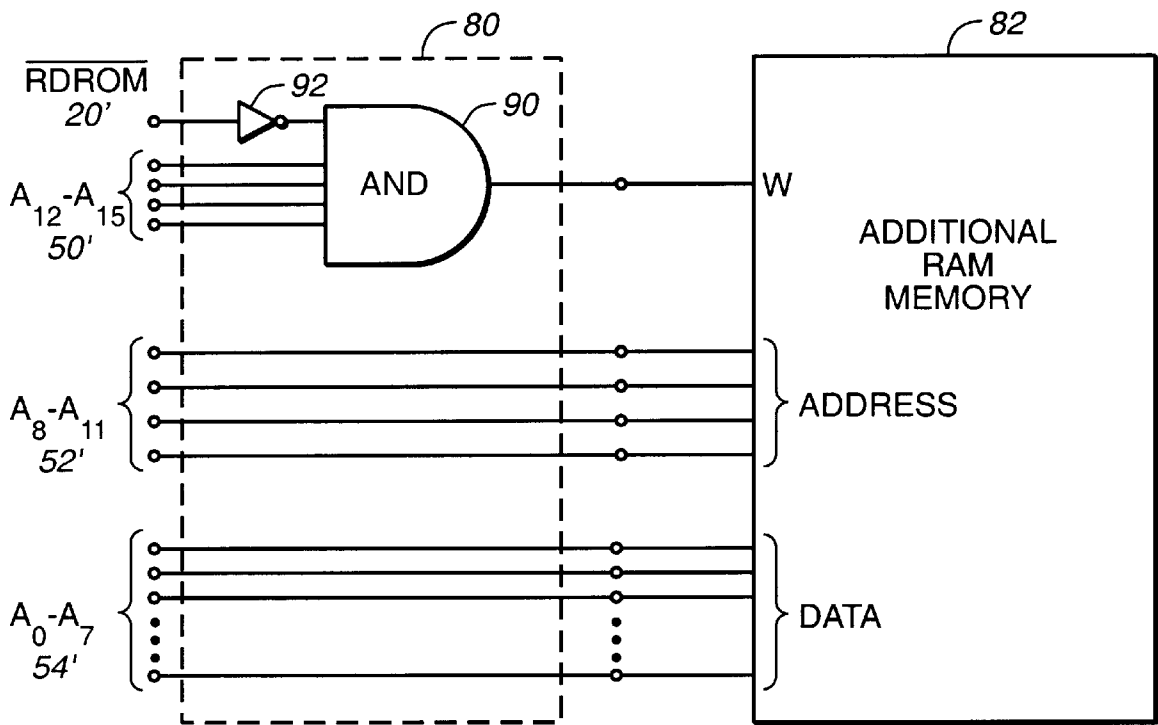 80
82
RDROM
20'
92
90
A12-A15
50'
AND
W
ADDITIONAL
RAM
MEMORY
A8-A11
52'
ADDRESS
A0-A7
54'
DATA